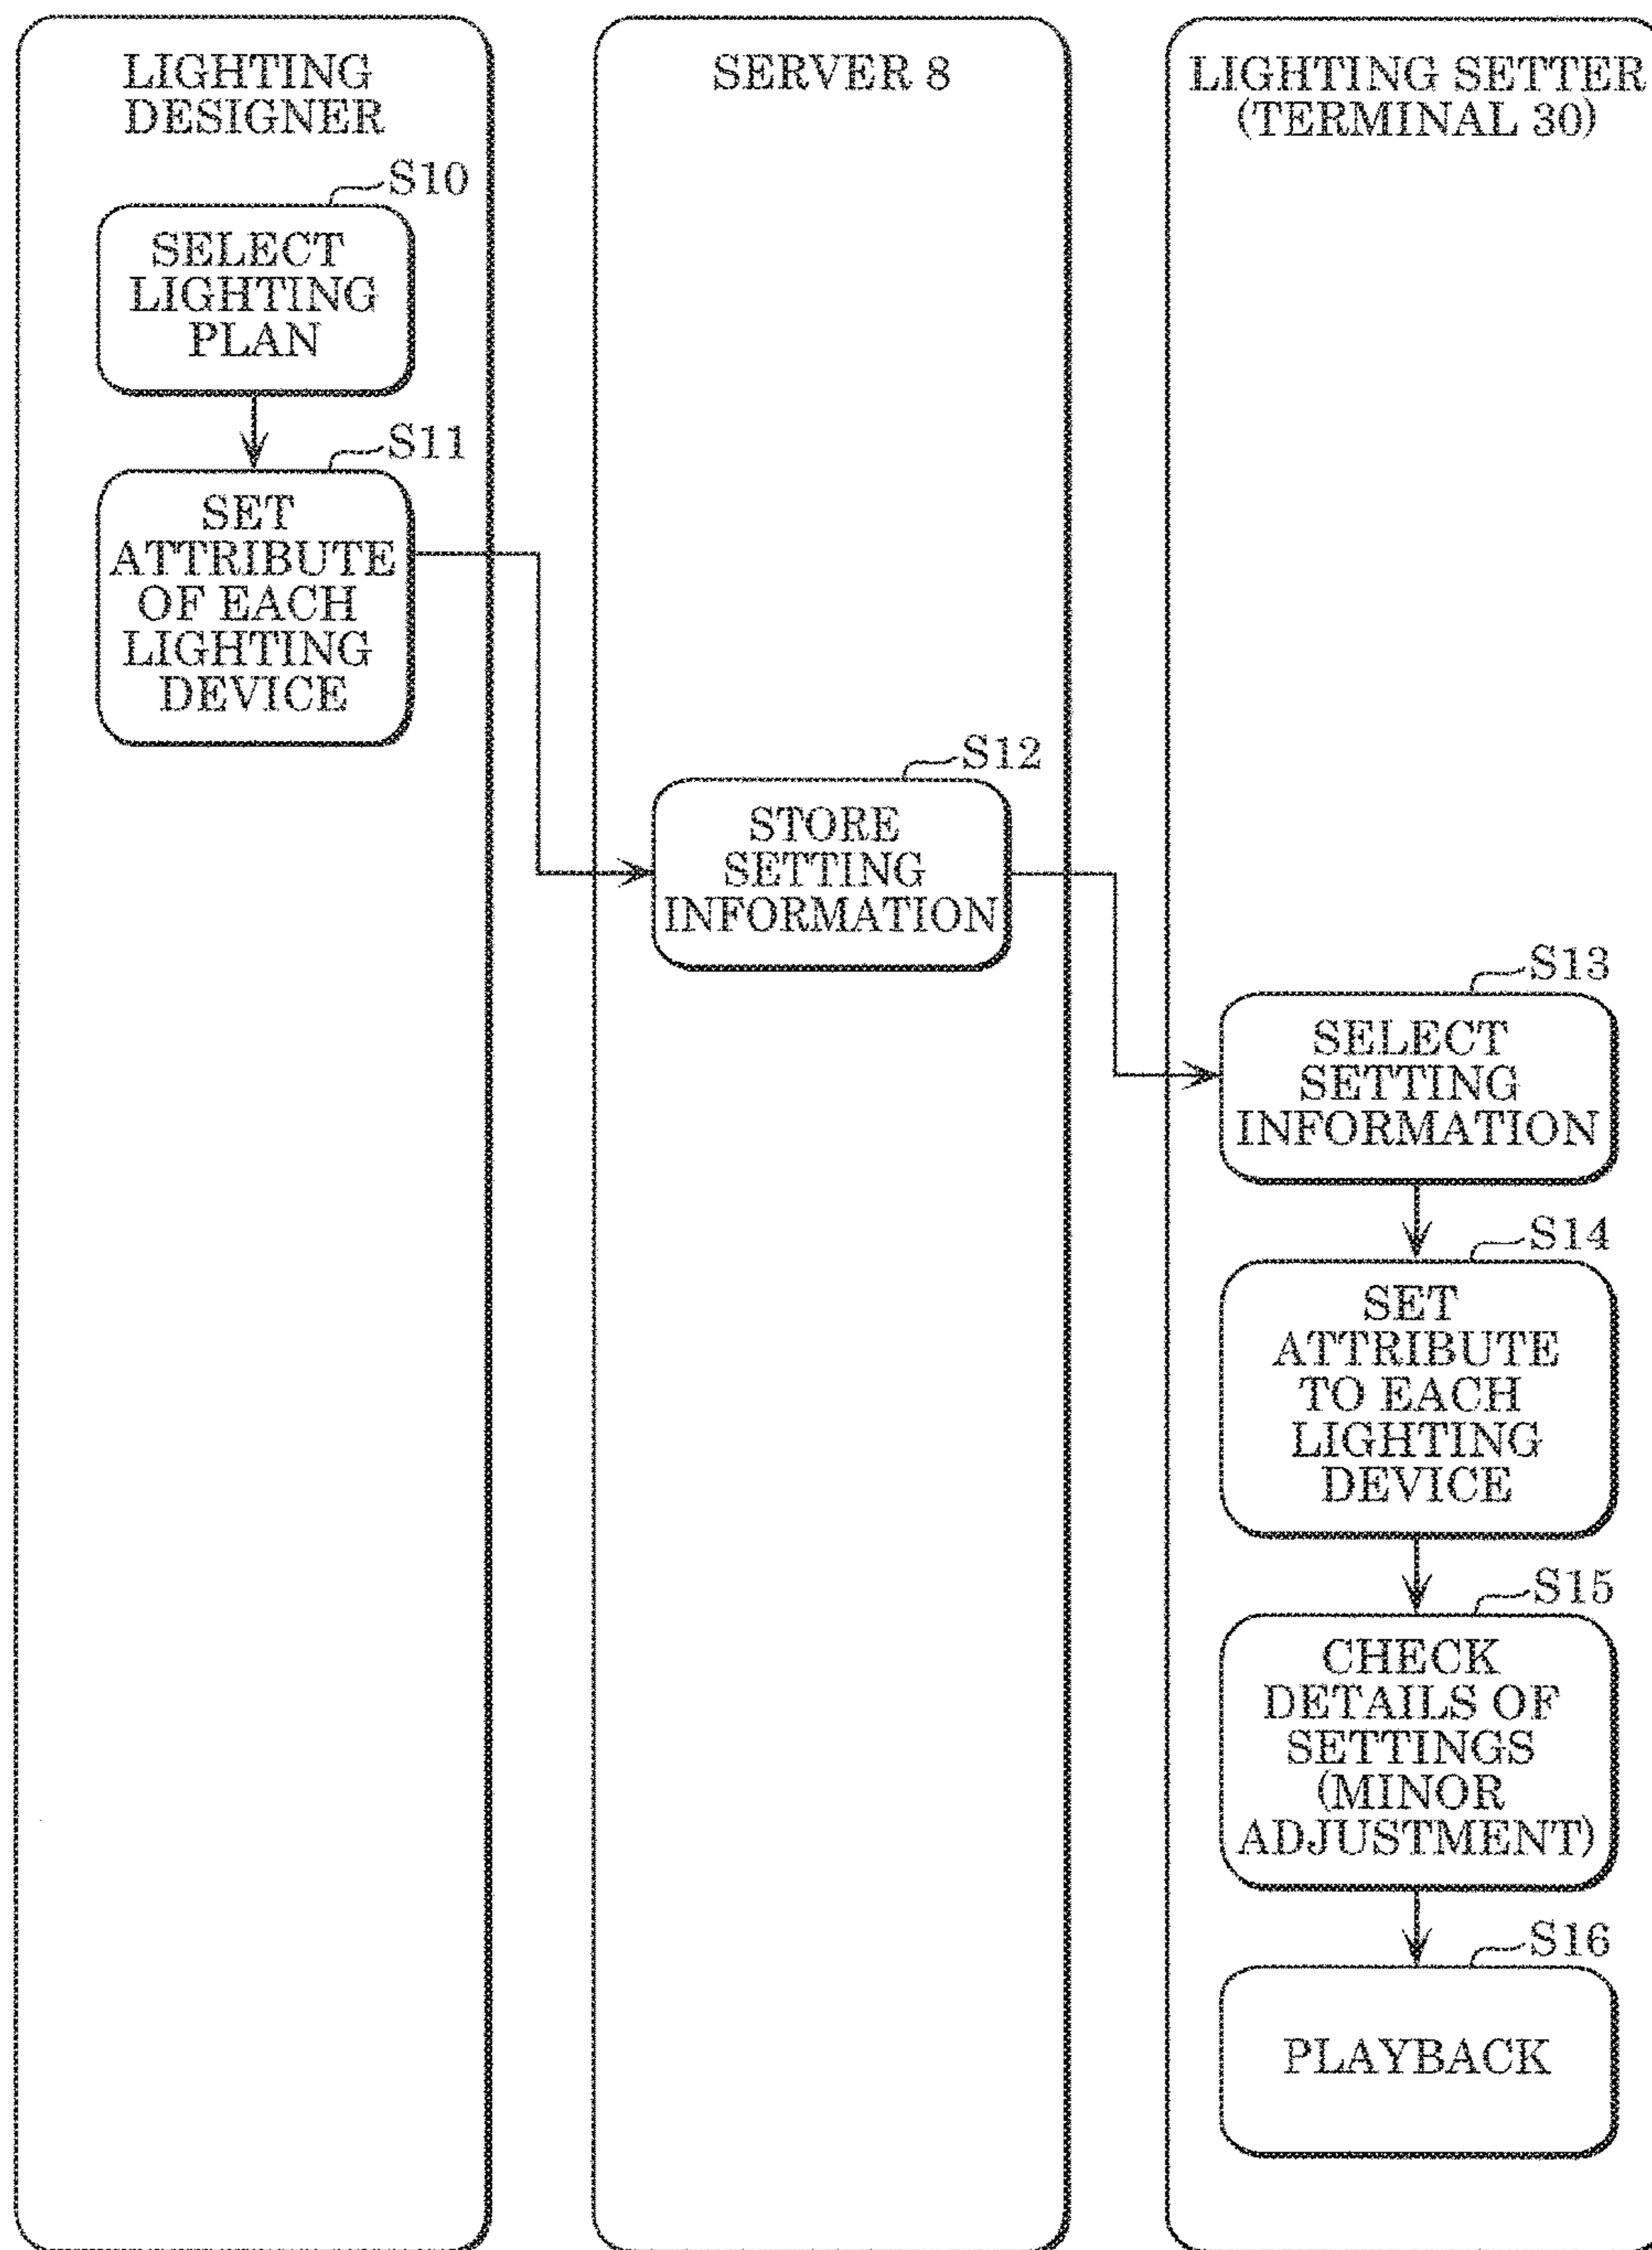 LIGHTING
DESIGNER
S10
SELECT
LIGHTING
PLAN
S11
SET
ATTRIBUTE
OF EACH
LIGHTING
DEVICE
SERVER 8
S12
STORE
SETTING
INFORMATION
LIGHTING SETTER
(TERMINAL 30)
S13
SELECT
SETTING
INFORMATION
S14
SET
ATTRIBUTE
TO EACH
LIGHTING
DEVICE
S15
CHECK
DETAILS OF
SETTINGS
(MINOR
ADJUSTMENT)
S16
PLAYBACK